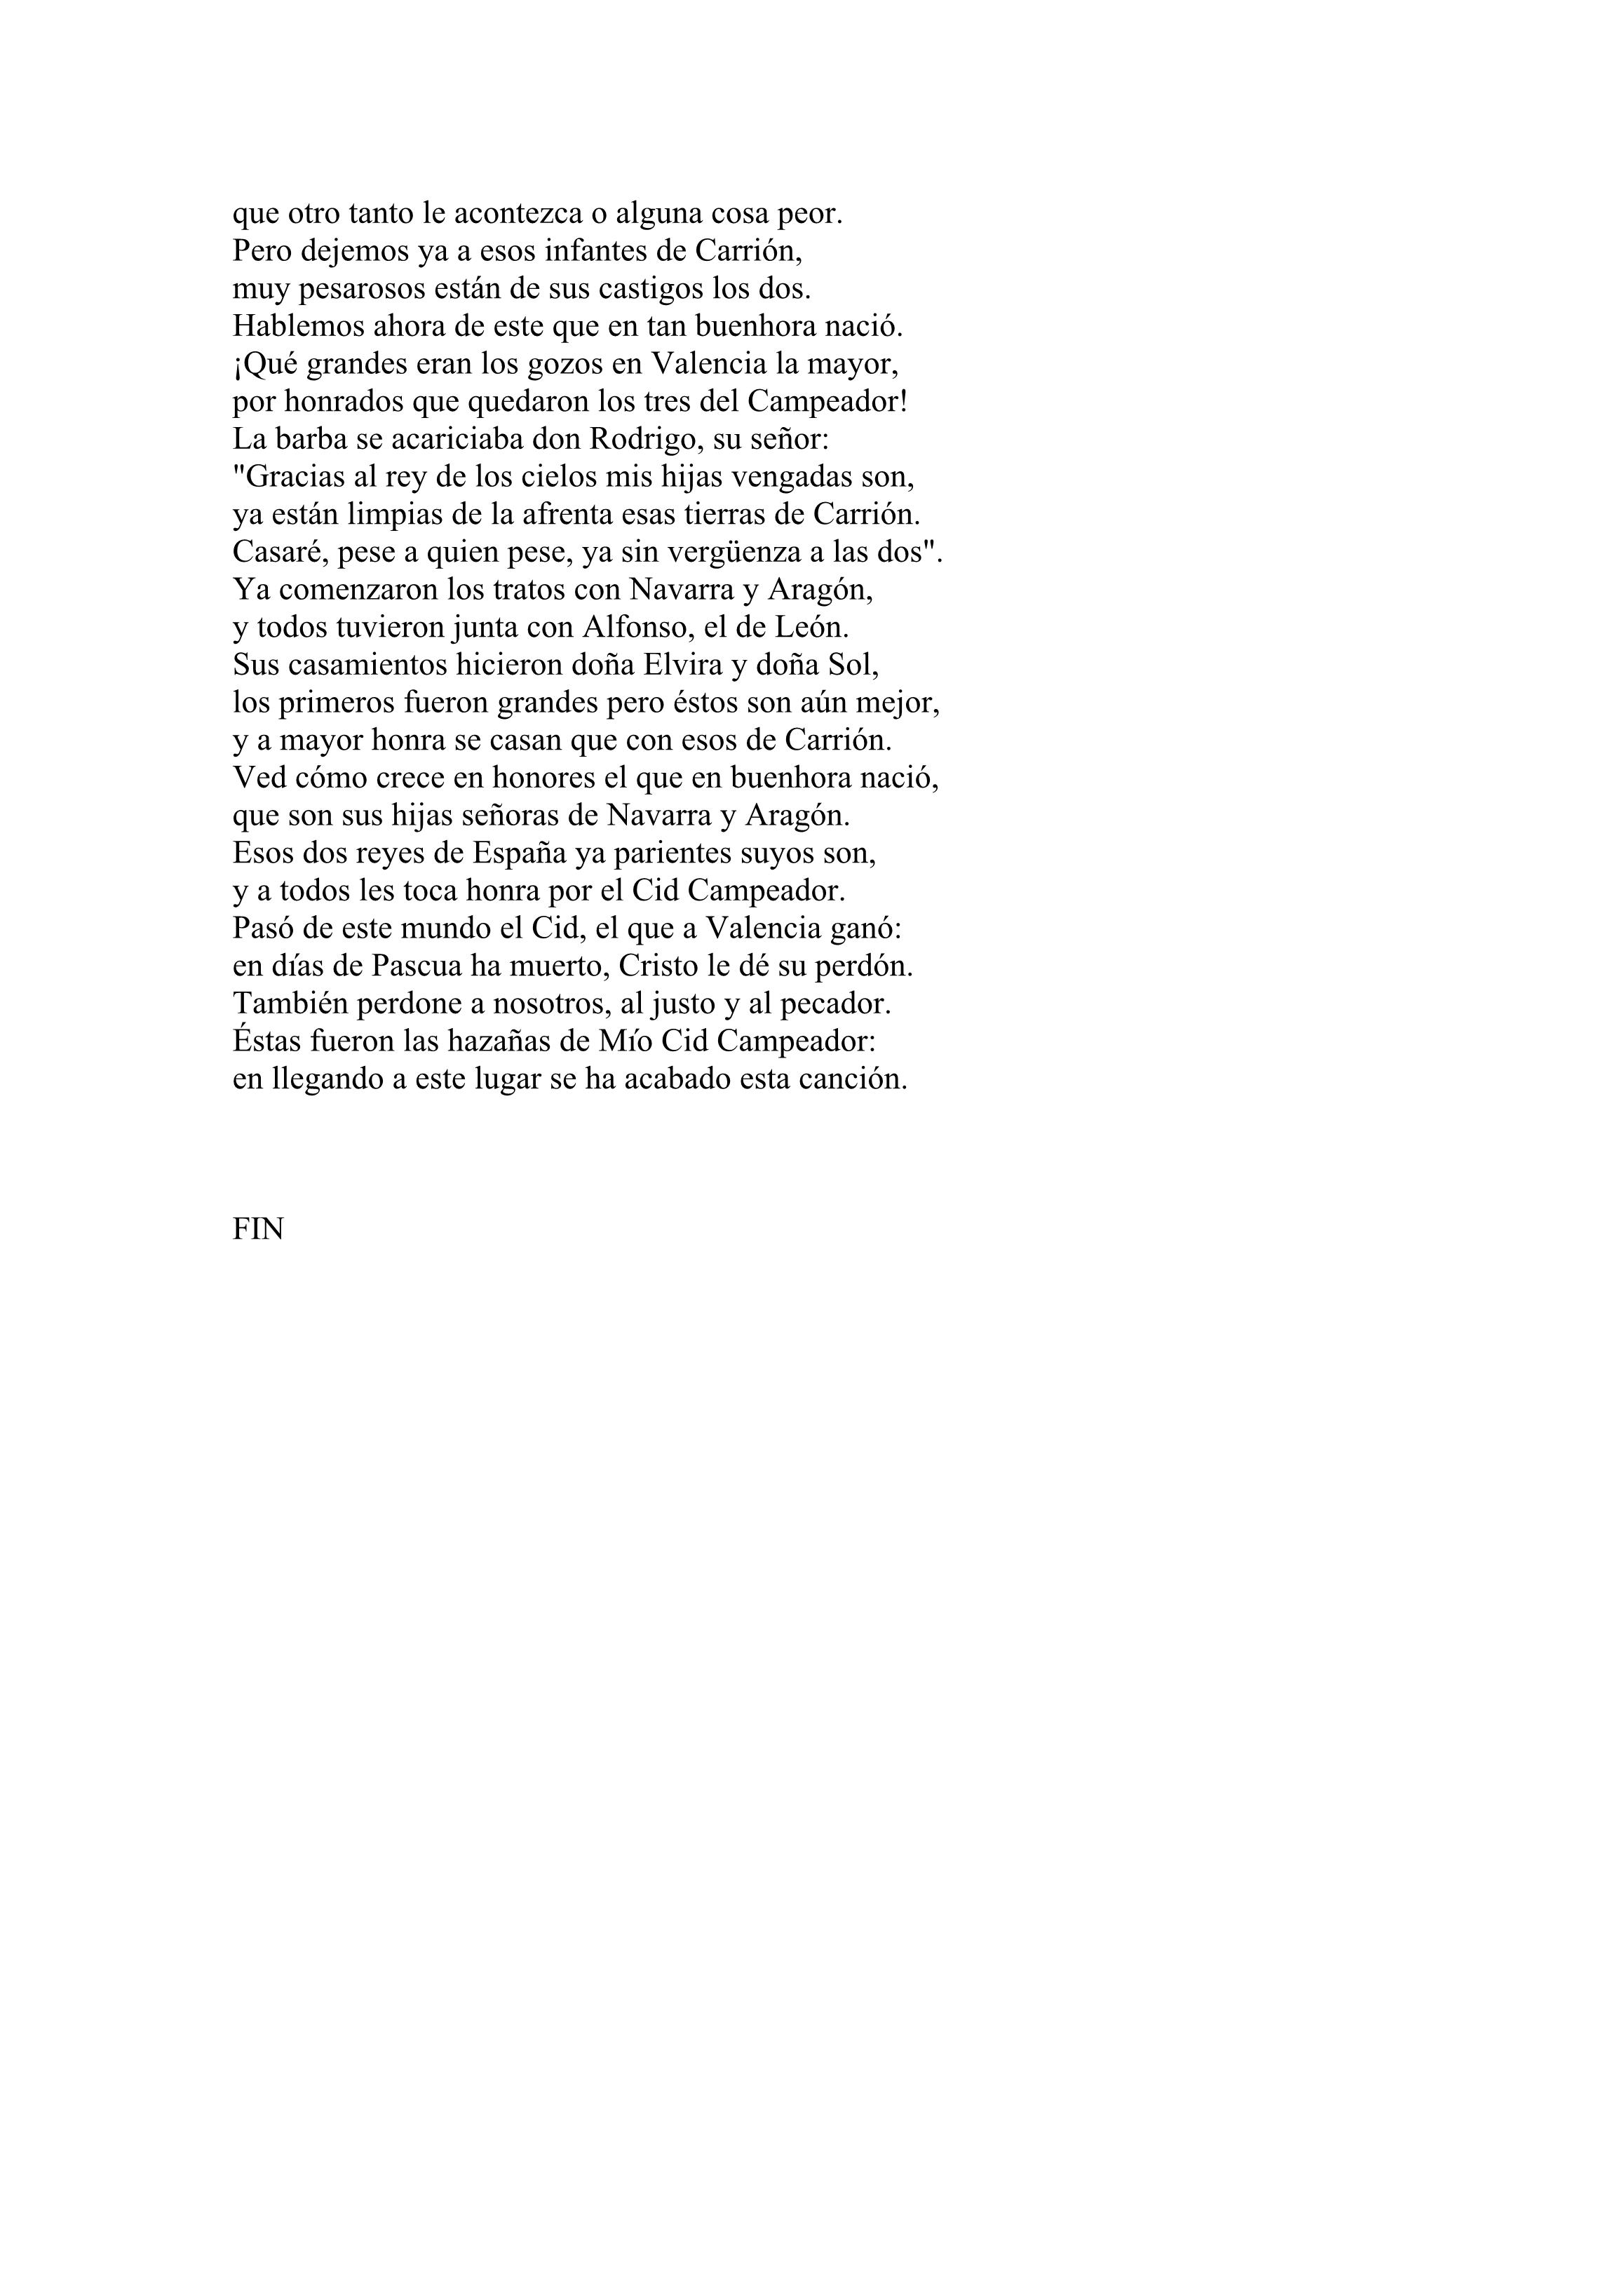 que otro tanto le acontezca o alguna cosa peor.
Pero dejemos ya a esos infantes de Carrión,
muy pesarosos están de sus castigos los dos.
Hablemos ahora de este que en tan buenhora nació.
¡Qué grandes eran los gozos en Valencia la mayor,
por honrados que quedaron los tres del Campeador!
La barba se acariciaba don Rodrigo, su señor:
"Gracias al rey de los cielos mis hijas vengadas son,
ya están limpias de la afrenta esas tierras de Carrión.
Casaré, pese a quien pese, ya sin vergüenza a las dos".
Ya comenzaron los tratos con Navarra y Aragón,
y todos tuvieron junta con Alfonso, el de León.
Sus casamientos hicieron doña Elvira y doña Sol,
los primeros fueron grandes pero éstos son aún mejor,
y a mayor honra se casan que con esos de Carrión.
Ved cómo crece en honores el que en buenhora nació,
que son sus hijas señoras de Navarra y Aragón.
Esos dos reyes de España ya parientes suyos son,
y a todos les toca honra por el Cid Campeador.
Pasó de este mundo el Cid, el que a Valencia ganó:
en días de Pascua ha muerto, Cristo le dé su perdón.
También perdone a nosotros, al justo y al pecador.
Éstas fueron las hazañas de Mío Cid Campeador:
en llegando a este lugar se ha acabado esta canción.
FIN